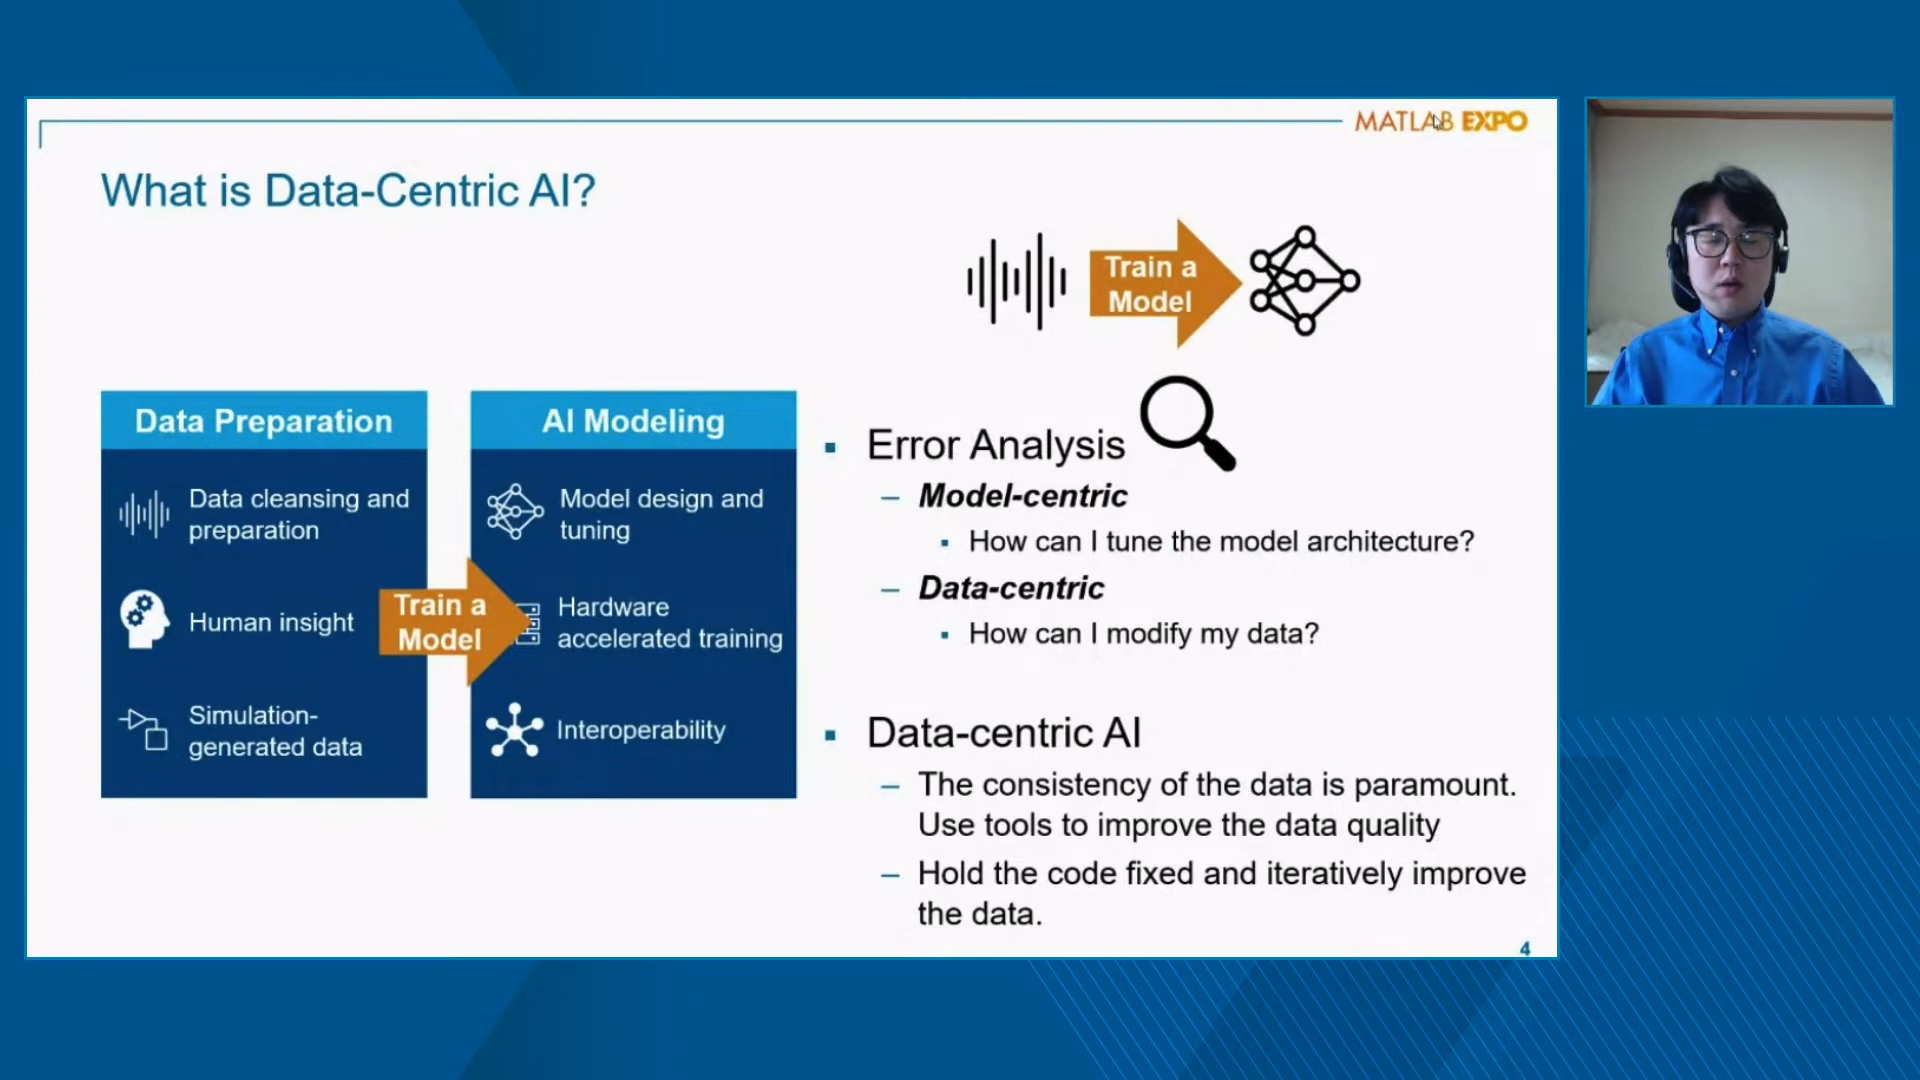 MATLAB EXPO
What is Data-Centric AI?
Train a
Model
Data Preparation
Data cleansing and
preparation
Human insight
Simulation-
generated data
Train a
Model
AI Modeling
Model design and
tuning
Hardware
accelerated training
Interoperability
▪ Error Analysis
– Model-centric
▪ How can I tune the model architecture?
– Data-centric
▪ How can I modify my data?
▪ Data-centric AI
– The consistency of the data is paramount.
Use tools to improve the data quality
– Hold the code fixed and iteratively improve
the data.
4